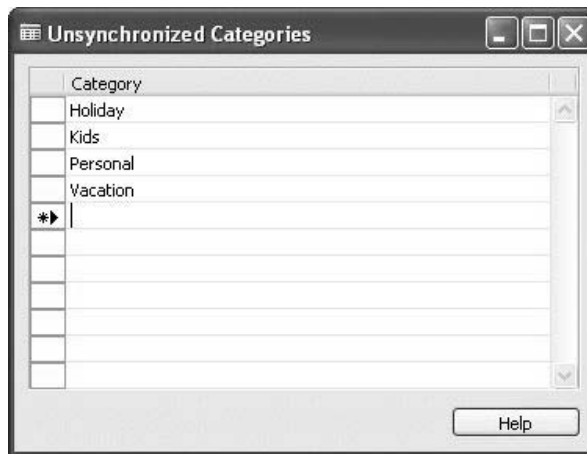 Unsynchronized Categories
Category
Holiday
Kids
Personal
Vacation
Help